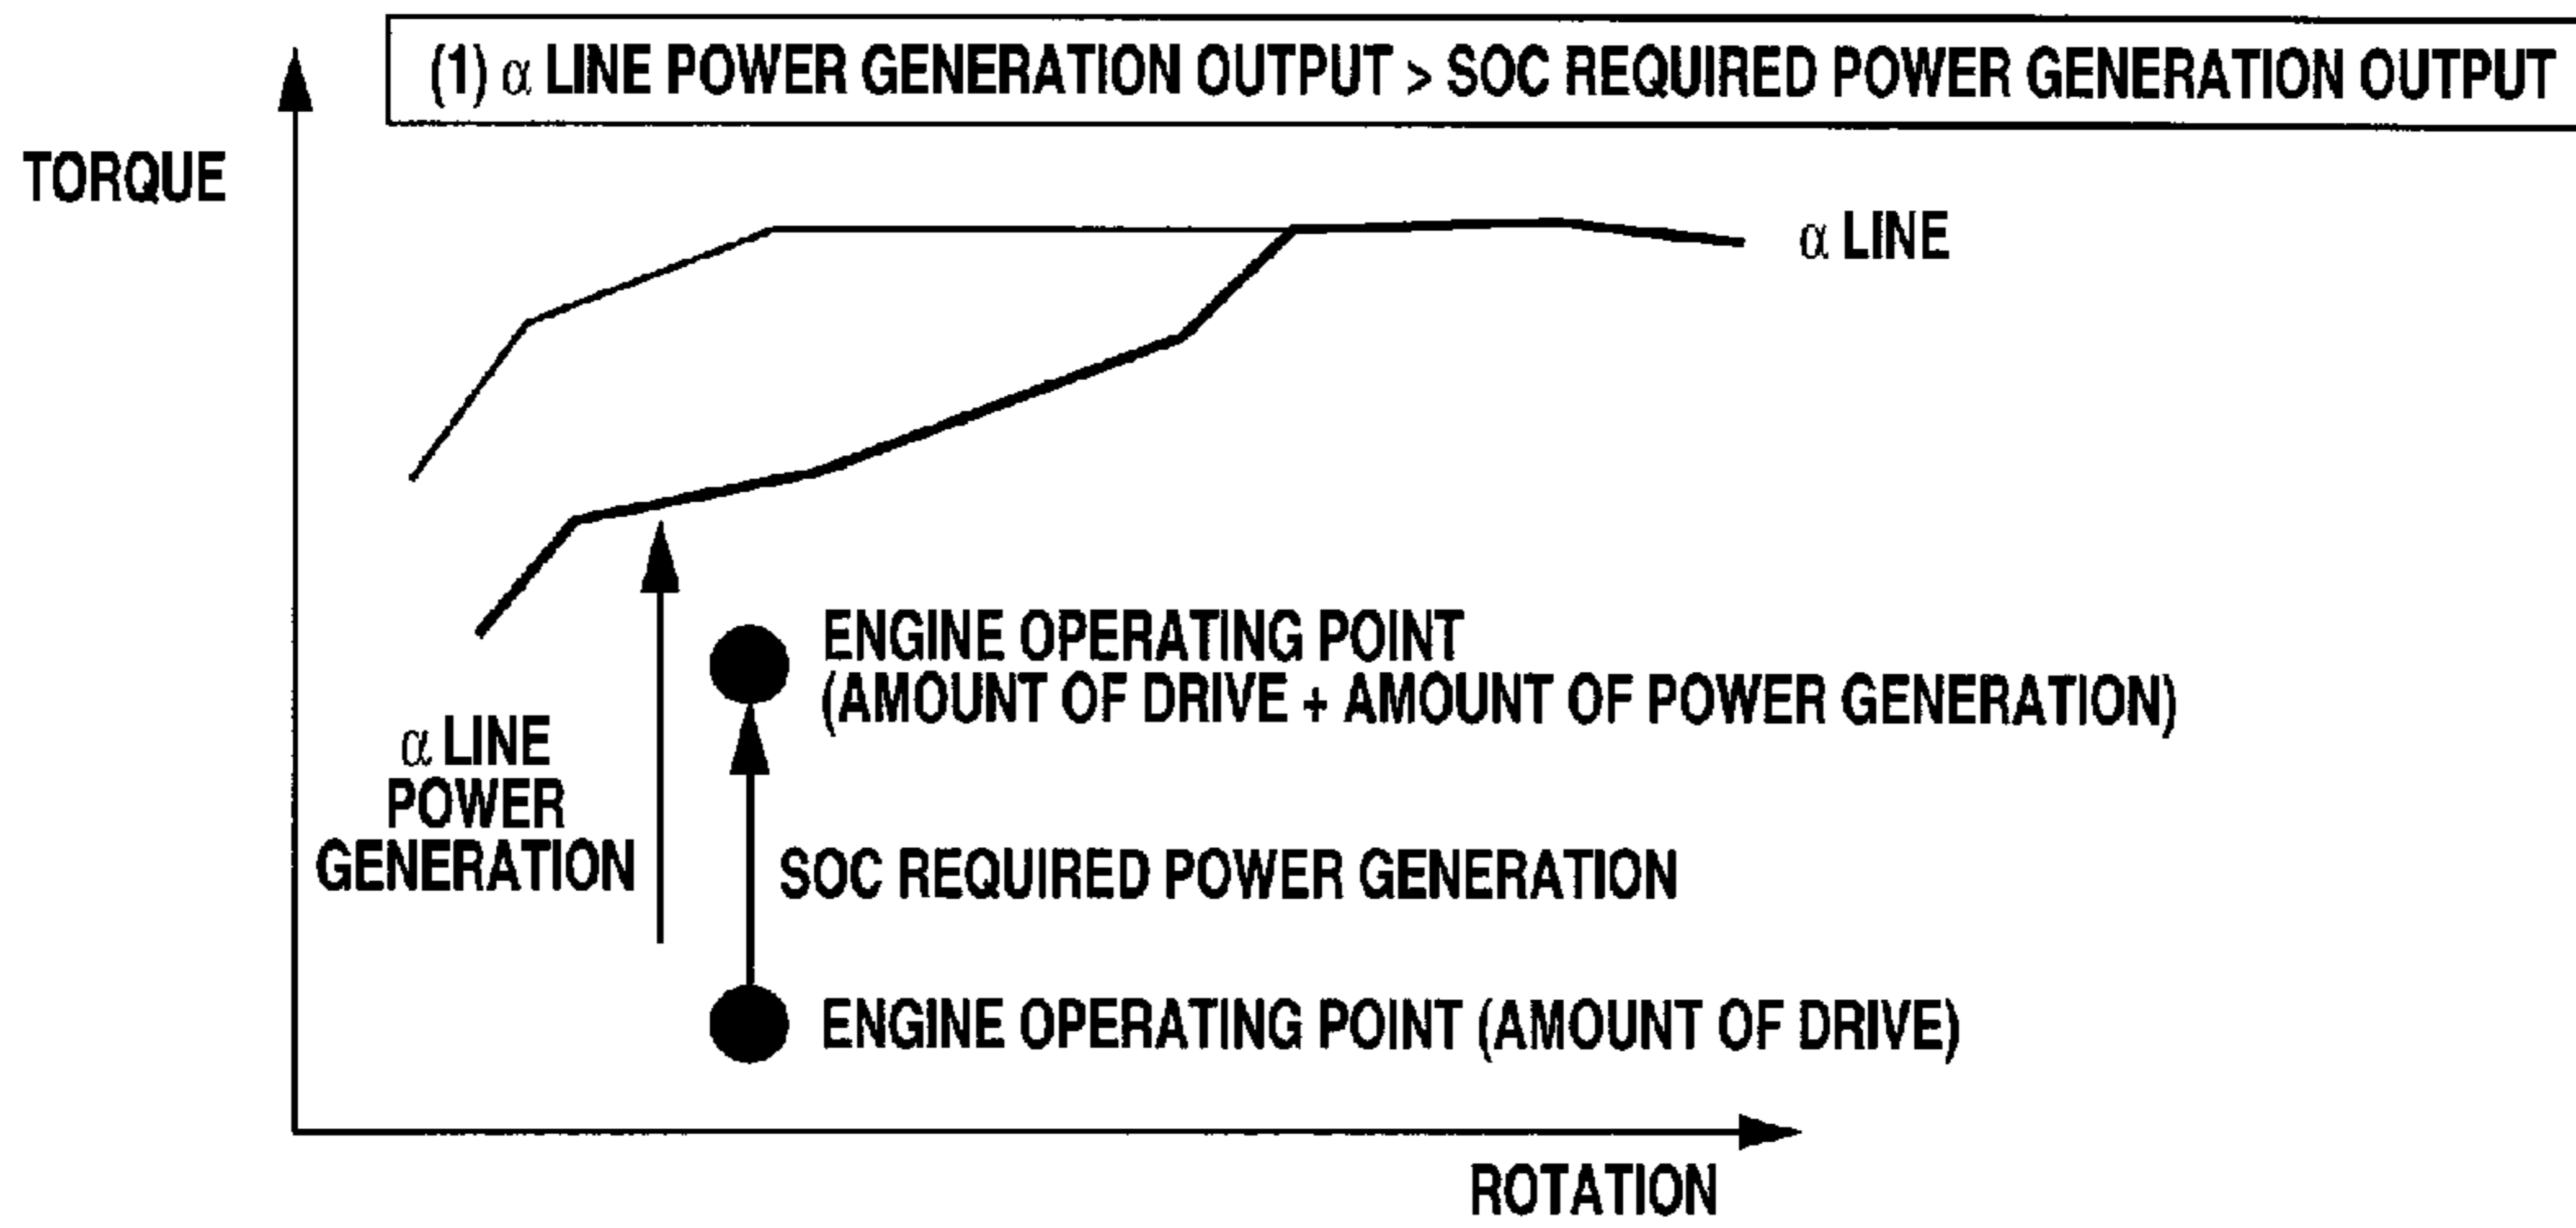 (1) α LINE POWER GENERATION OUTPUT > SOC REQUIRED POWER GENERATION OUTPUT
TORQUE
α LINE
ENGINE OPERATING POINT
(AMOUNT OF DRIVE + AMOUNT OF POWER GENERATION)
α LINE
POWER
GENERATION
SOC REQUIRED POWER GENERATION
ENGINE OPERATING POINT (AMOUNT OF DRIVE)
ROTATION